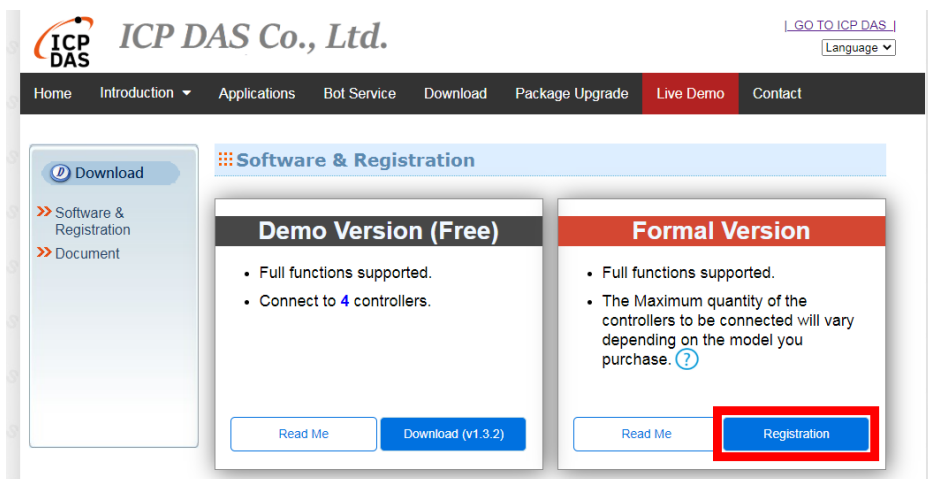 ICP
DAS
ICP DAS Co., Ltd.
| GO TO ICP DAS |
Language
Home Introduction Applications Bot Service Download Package Upgrade Live Demo Contact
Download
Software &
Registration
Document
Software & Registration
Demo Version (Free)
• Full functions supported.
• Connect to 4 controllers.
Read Me Download (v1.3.2)
Formal Version
• Full functions supported.
• The Maximum quantity of the
controllers to be connected will vary
depending on the model you
purchase. ?
Read Me Registration